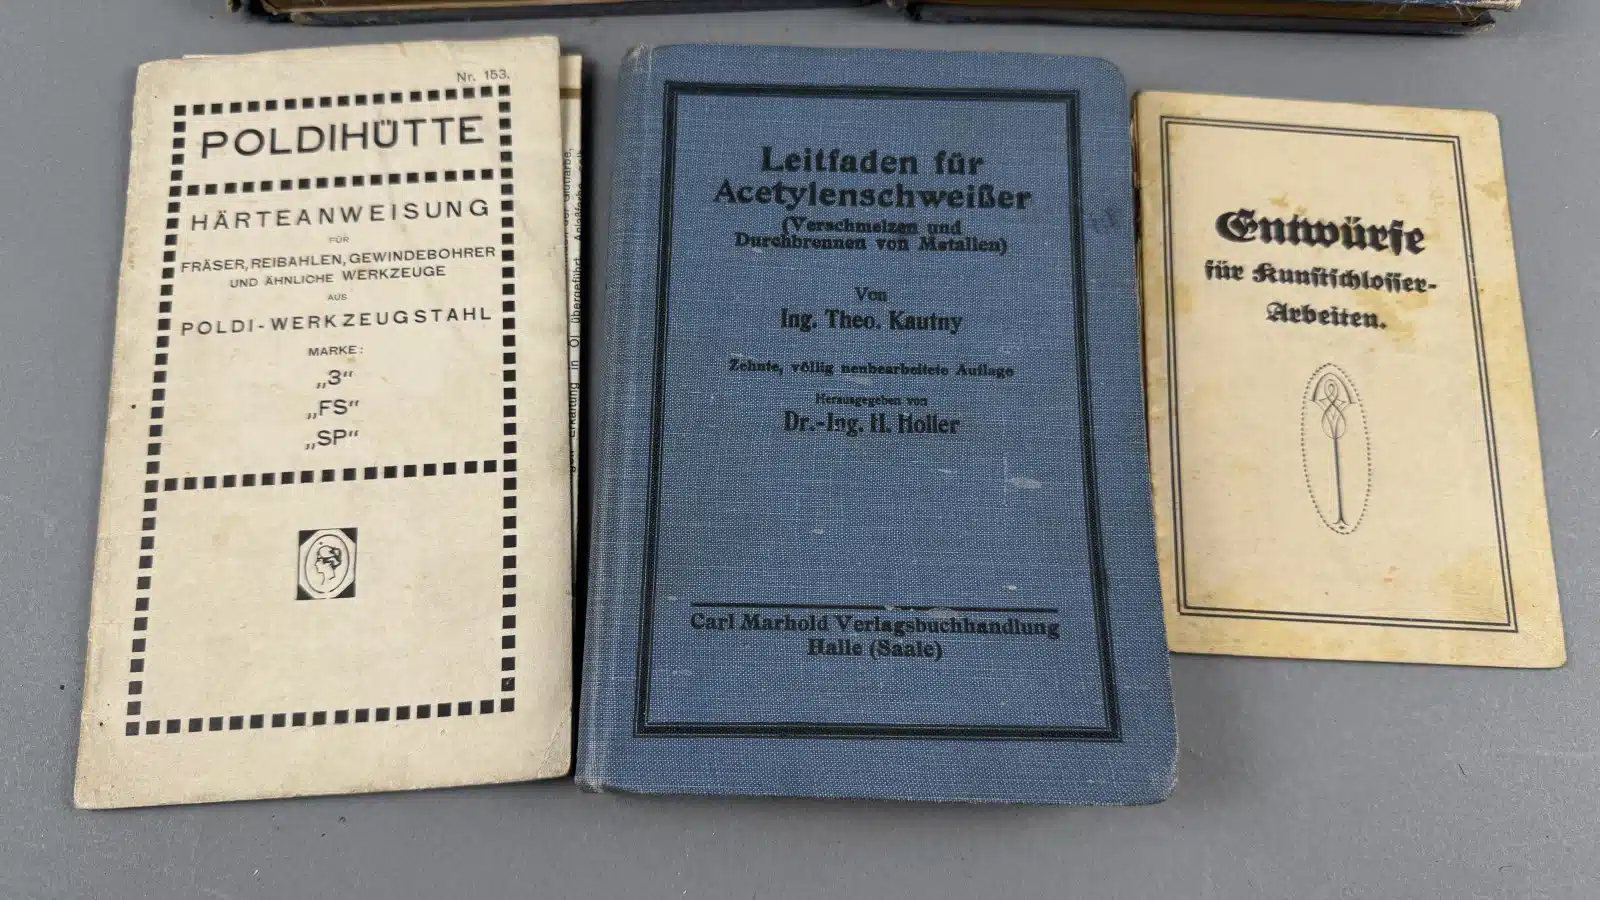 Nr. 153.
POLDIHÜTTE
HÄRTEANWEISUNG
FÜR
FRÄSER, REIBAHLEN, GEWINDEBOHRER
UND ÄHNLICHE WERKZEUGE
AUS
POLDI-WERKZEUGSTAHL
MARKE:
„3“
„FS“
„SP“
Leitfaden für
Acetylenschweißer
(Verschmelzen und
Durchbrennen von Metallen)
Von
Ing. Theo. Kautny
Zehnte, völlig neubearbeitete Auflage
Herausgegeben von
Dr.-Ing. H. Holler
Carl Marhold Verlagsbuchhandlung
Halle (Saale)
Entwürfe
für Kunstschlosser-
Arbeiten.